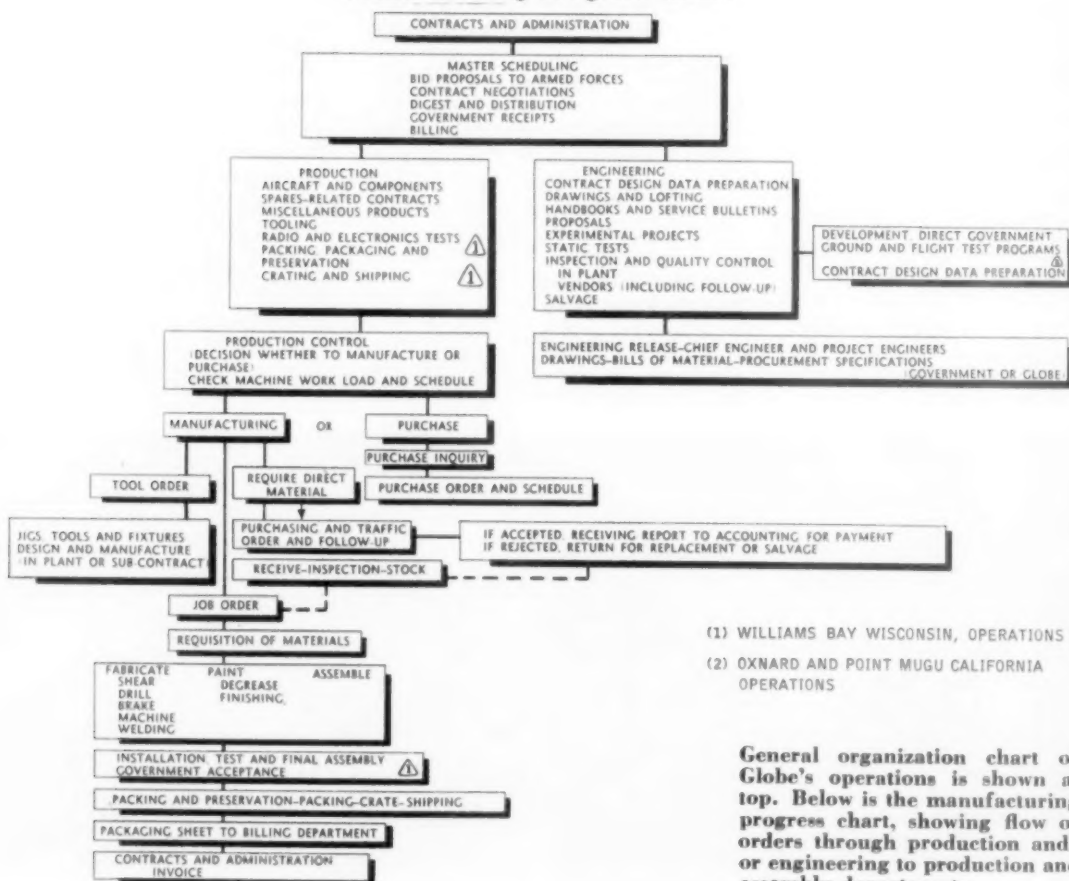 CONTRACTS AND ADMINISTRATION
MASTER SCHEDULING
BID PROPOSALS TO ARMED FORCES
CONTRACT NEGOTIATIONS
DIGEST AND DISTRIBUTION
GOVERNMENT RECEIPTS
BILLING
PRODUCTION
AIRCRAFT AND COMPONENTS
SPARES-RELATED CONTRACTS
MISCELLANEOUS PRODUCTS
TOOLING
RADIO AND ELECTRONICS TESTS 1
PACKING, PACKAGING AND
PRESERVATION
CRATING AND SHIPPING 1
ENGINEERING
CONTRACT DESIGN DATA PREPARATION
DRAWINGS AND LOFTING
HANDBOOKS AND SERVICE BULLETINS
PROPOSALS
EXPERIMENTAL PROJECTS
STATIC TESTS
INSPECTION AND QUALITY CONTROL
IN PLANT
VENDORS (INCLUDING FOLLOW-UP)
SALVAGE
DEVELOPMENT, DIRECT GOVERNMENT
GROUND AND FLIGHT TEST PROGRAMS
CONTRACT DESIGN DATA PREPARATION
PRODUCTION CONTROL
(DECISION WHETHER TO MANUFACTURE OR
PURCHASE)
CHECK MACHINE WORK LOAD AND SCHEDULE
ENGINEERING RELEASE-CHIEF ENGINEER AND PROJECT ENGINEERS
DRAWINGS-BILLS OF MATERIAL-PROCUREMENT SPECIFICATIONS
(GOVERNMENT OR GLOBE)
MANUFACTURING OR PURCHASE
PURCHASE INQUIRY
TOOL ORDER
REQUIRE DIRECT
MATERIAL
PURCHASE ORDER AND SCHEDULE
JIGS, TOOLS AND FIXTURES
DESIGN AND MANUFACTURE
(IN PLANT OR SUB-CONTRACT)
PURCHASING AND TRAFFIC
ORDER AND FOLLOW-UP
IF ACCEPTED, RECEIVING REPORT TO ACCOUNTING FOR PAYMENT
IF REJECTED, RETURN FOR REPLACEMENT OR SALVAGE
RECEIVE-INSPECTION-STOCK
JOB ORDER
REQUISITION OF MATERIALS
FABRICATE PAINT ASSEMBLE
SHEAR DEGREASE
DRILL FINISHING,
BRAKE
MACHINE
WELDING
INSTALLATION, TEST AND FINAL ASSEMBLY
GOVERNMENT ACCEPTANCE 1
PACKING AND PRESERVATION-PACKING-CRATE-SHIPPING
PACKAGING SHEET TO BILLING DEPARTMENT
CONTRACTS AND ADMINISTRATION
INVOICE
(1) WILLIAMS BAY WISCONSIN, OPERATIONS
(2) OXNARD AND POINT MUGU CALIFORNIA
OPERATIONS
General organization chart o
Globe's operations is shown a
top. Below is the manufacturing
progress chart, showing flow o
orders through production and
or engineering to production and